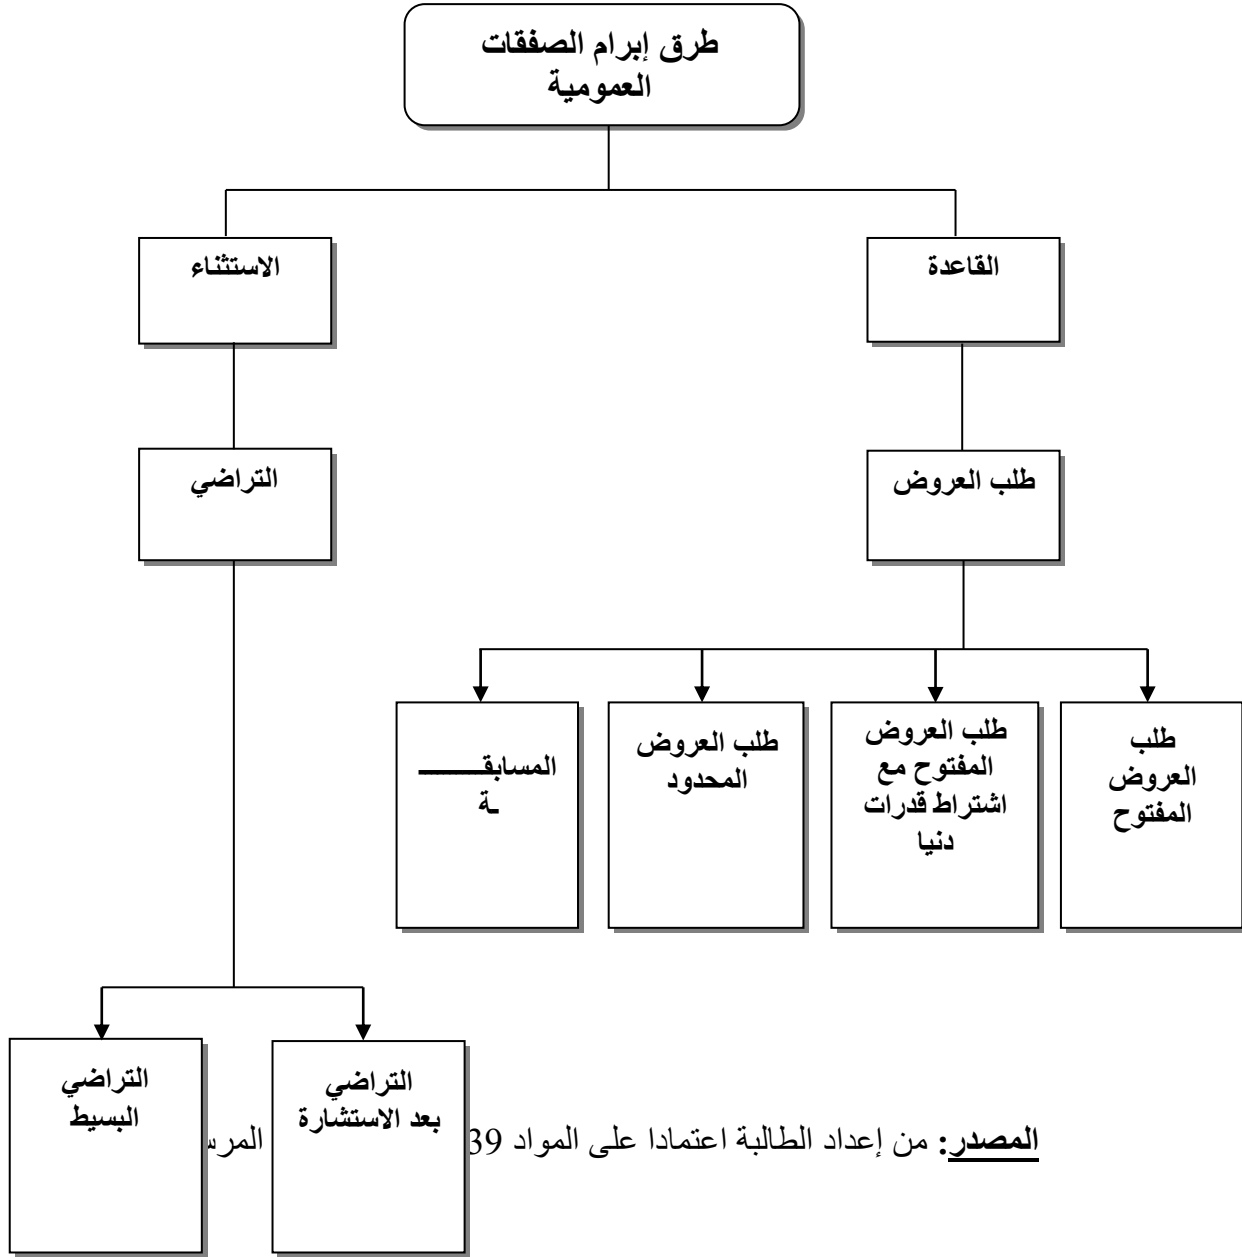 طرق إبرام الصفقات
العمومية
القاعدة
الاستثناء
طلب العروض
التراضي
طلب
العروض
المفتوح
طلب العروض
المفتوح مع
اشتراط قدرات
دنيا
طلب العروض
المحدود
المسابقـــــــــ
ـة
التراضي
بعد الاستشارة
التراضي
البسيط
المصدر: من إعداد الطالبة اعتمادا على المواد 39